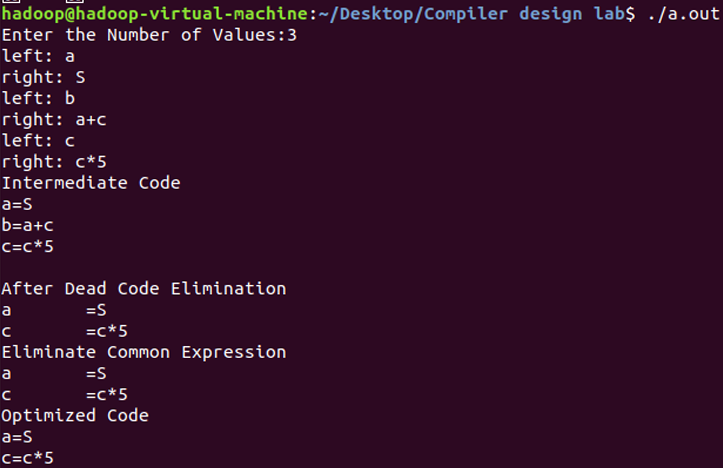 hadoop@hadoop-virtual-machine:~/Desktop/Compiler design lab$ ./a.out
Enter the Number of Values:3
left: a
right: S
left: b
right: a+c
left: c
right: c*5
Intermediate Code
a=S
b=a+c
c=c*5

After Dead Code Elimination
a       =S
c       =c*5
Eliminate Common Expression
a       =S
c       =c*5
Optimized Code
a=S
c=c*5